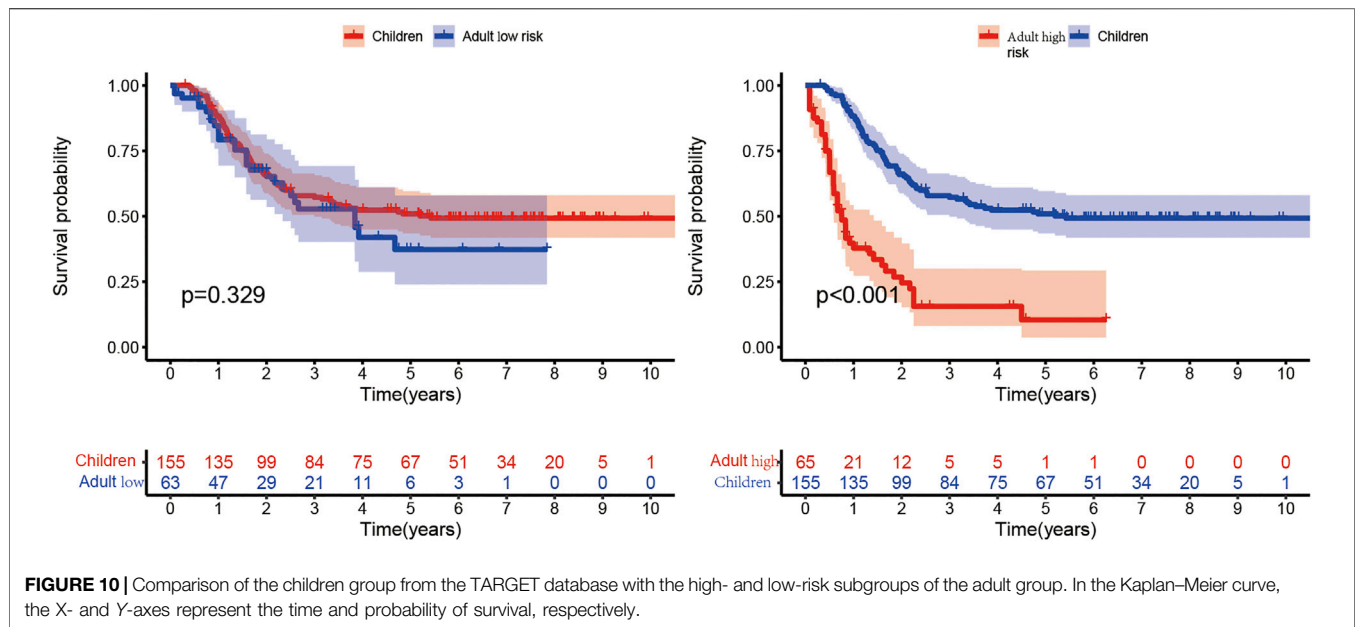 Children Adult low risk
1.00
0.75
0.50
0.25
0.00
Survival probability
p=0.329
0 1 2 3 4 5 6 7 8 9 10
Time(years)
Children 155 135 99 84 75 67 51 34 20 5 1
Adult low 63 47 29 21 11 6 3 1 0 0 0
0 1 2 3 4 5 6 7 8 9 10
Time(years)
Adult high risk Children
1.00
0.75
0.50
0.25
0.00
Survival probability
p<0.001
0 1 2 3 4 5 6 7 8 9 10
Time(years)
Adult high 65 21 12 5 5 1 1 0 0 0 0
Children 155 135 99 84 75 67 51 34 20 5 1
0 1 2 3 4 5 6 7 8 9 10
Time(years)
FIGURE 10 | Comparison of the children group from the TARGET database with the high- and low-risk subgroups of the adult group. In the Kaplan–Meier curve,
the X- and Y-axes represent the time and probability of survival, respectively.